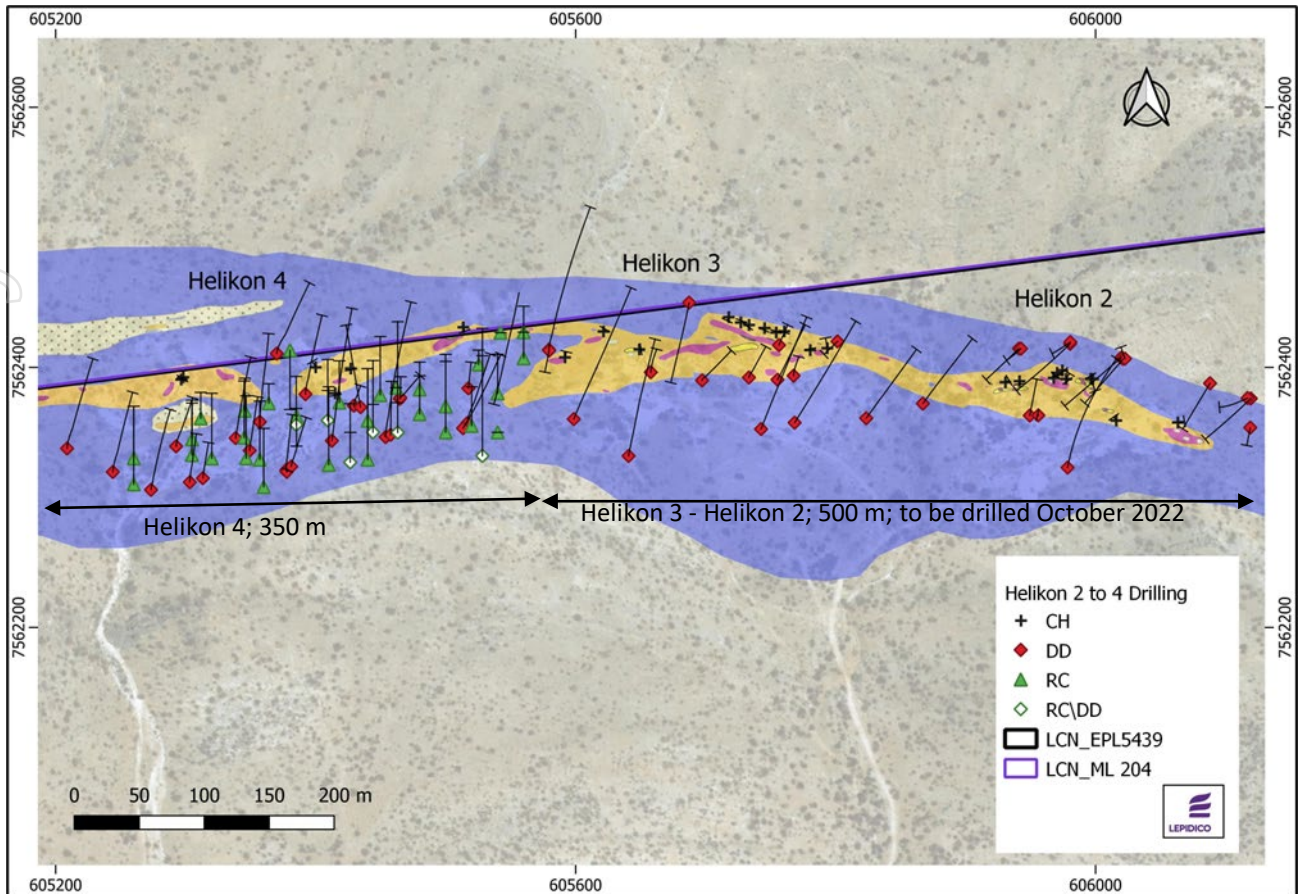 605200 605600 606000
7562600 7562600
Helikon 4
Helikon 3
Helikon 2
7562400 7562400
Helikon 4; 350 m
Helikon 3 - Helikon 2; 500 m; to be drilled October 2022
7562200 7562200
Helikon 2 to 4 Drilling
CH
DD
RC
RC\DD
LCN_EPL5439
LCN_ML 204
LEPIDICO
0 50 100 150 200 m
605200 605600 606000